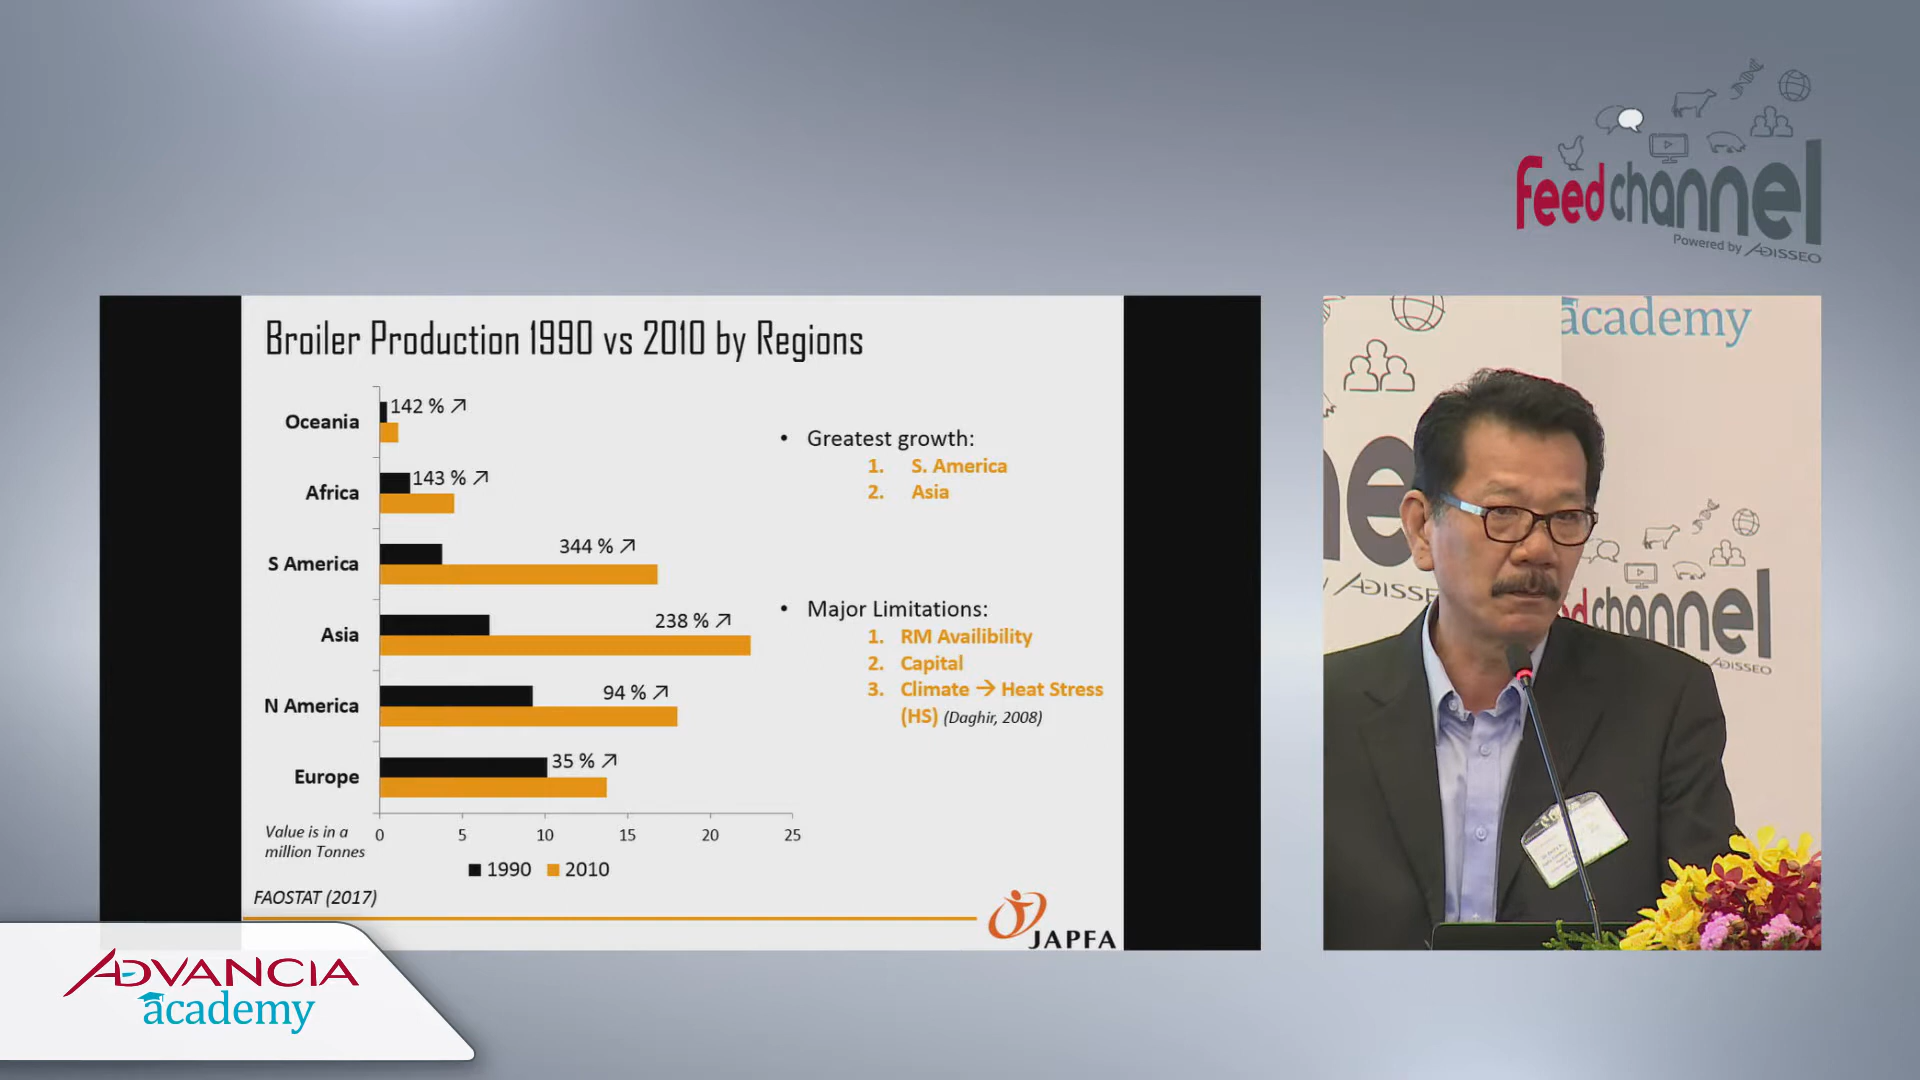 feedchannel
Powered by ADISSEO
Broiler Production 1990 vs 2010 by Regions
Oceania
142 % ↗
Africa
143 % ↗
S America
344 % ↗
Asia
238 % ↗
N America
94 % ↗
Europe
35 % ↗
Value is in a
million Tonnes
0 5 10 15 20 25
1990 2010
FAOSTAT (2017)
• Greatest growth:
1. S. America
2. Asia
• Major Limitations:
1. RM Availibility
2. Capital
3. Climate → Heat Stress
(HS) (Daghir, 2008)
JAPFA
academy
ne
ADISSE
edchannel
ADISSEO
ADVANCIA
academy